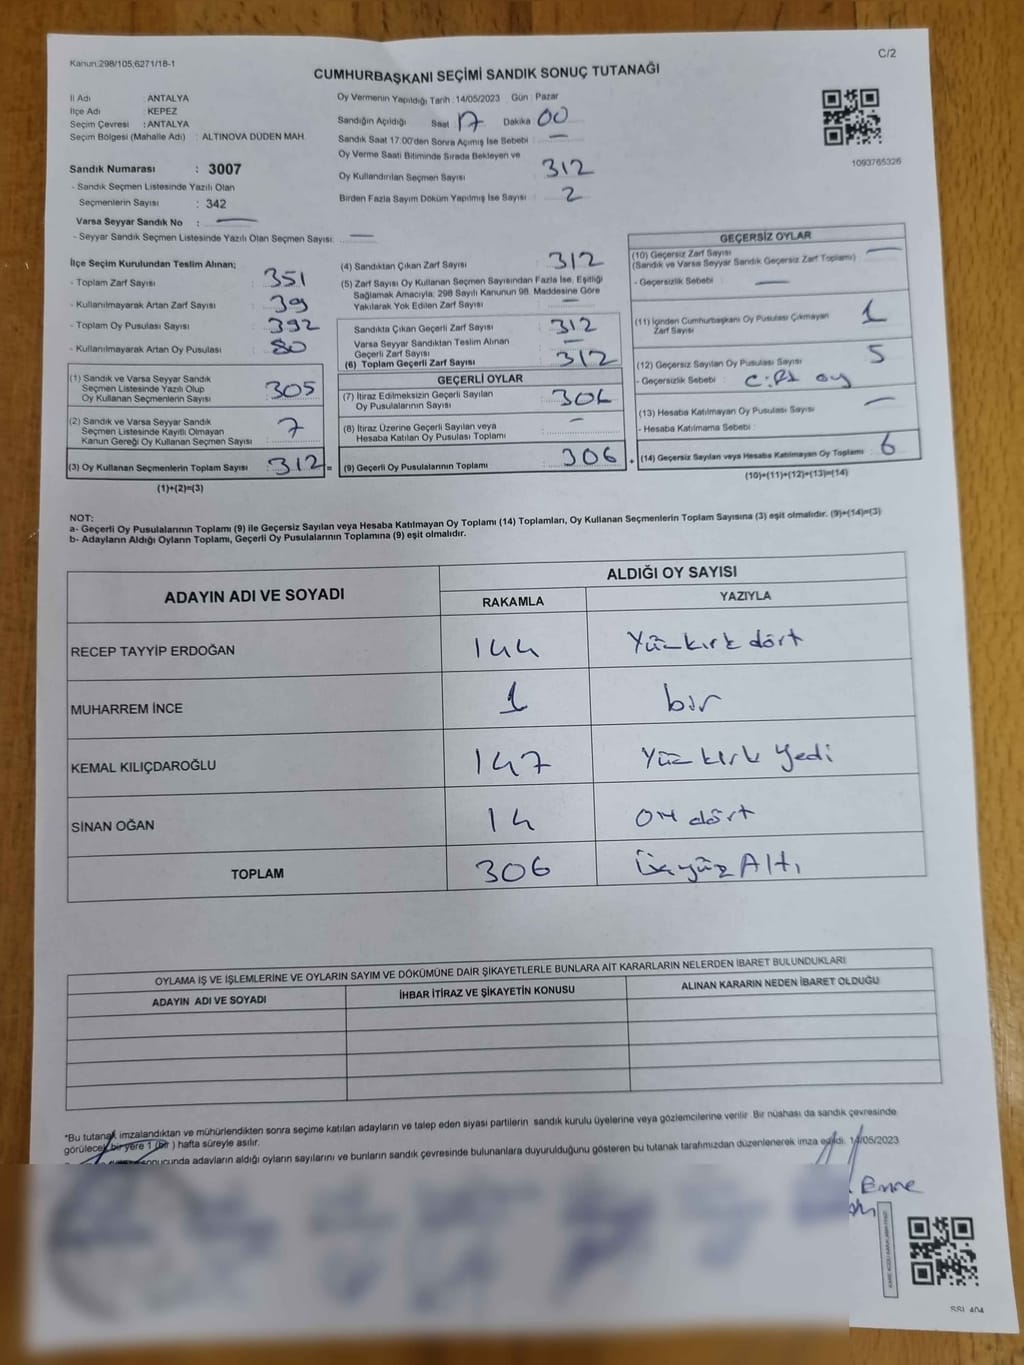 Kanun:298/105;6271/18-1
C/2
CUMHURBAŞKANI SEÇİMİ SANDIK SONUÇ TUTANAĞI
İl Adı : ANTALYA
İlçe Adı : KEPEZ
Seçim Çevresi : ANTALYA
Seçim Bölgesi (Mahalle Adı) : ALTINOVA DÜDEN MAH.
Sandık Numarası : 3007
- Sandık Seçmen Listesinde Yazılı Olan
Seçmenlerin Sayısı : 342
Varsa Seyyar Sandık No : —
- Seyyar Sandık Seçmen Listesinde Yazılı Olan Seçmen Sayısı: —
Oy Vermenin Yapıldığı Tarih : 14/05/2023 Gün : Pazar
Sandığın Açıldığı Saat 17 Dakika 00
Sandık Saat 17:00'den Sonra Açımış İse Sebebi : —
Oy Verme Saati Bitiminde Sırada Bekleyen ve
Oy Kullandırılan Seçmen Sayısı : 312
Birden Fazla Sayım Döküm Yapılmış İse Sayısı : 2
1093765326
İlçe Seçim Kurulundan Teslim Alınan;
- Toplam Zarf Sayısı : 351
- Kullanılmayarak Artan Zarf Sayısı : 39
- Toplam Oy Pusulası Sayısı : 392
- Kullanılmayarak Artan Oy Pusulası : 80
(1) Sandık ve Varsa Seyyar Sandık
Seçmen Listesinde Yazılı Olup
Oy Kullanan Seçmenlerin Sayısı : 305
(2) Sandık ve Varsa Seyyar Sandık
Seçmen Listesinde Kayıtlı Olmayan
Kanun Gereği Oy Kullanan Seçmen Sayısı : 7
(3) Oy Kullanan Seçmenlerin Toplam Sayısı : 312 =
(1)+(2)=(3)
(4) Sandıktan Çıkan Zarf Sayısı : 312
(5) Zarf Sayısı Oy Kullanan Seçmen Sayısından Fazla İse, Eşitliği
Sağlamak Amacıyla, 298 Sayılı Kanunun 98. Maddesine Göre
Yakılarak Yok Edilen Zarf Sayısı : —
Sandıkta Çıkan Geçerli Zarf Sayısı : 312
Varsa Seyyar Sandıktan Teslim Alınan
Geçerli Zarf Sayısı : —
(6) Toplam Geçerli Zarf Sayısı : 312
GEÇERLİ OYLAR
(7) İtiraz Edilmeksizin Geçerli Sayılan
Oy Pusulalarının Sayısı : 306
(8) İtiraz Üzerine Geçerli Sayılan veya
Hesaba Katılan Oy Pusulası Toplamı : —
(9) Geçerli Oy Pusulalarının Toplamı : 306 +
GEÇERSİZ OYLAR
(10) Geçersiz Zarf Sayısı
(Sandık ve Varsa Seyyar Sandık Geçersiz Zarf Toplamı) : —
- Geçersizlik Sebebi : —
(11) İçinden Cumhurbaşkanı Oy Pusulası Çıkmayan
Zarf Sayısı : 1
(12) Geçersiz Sayılan Oy Pusulası Sayısı : 5
- Geçersizlik Sebebi : oy
(13) Hesaba Katılmayan Oy Pusulası Sayısı : —
- Hesaba Katılmama Sebebi :
(14) Geçersiz Sayılan veya Hesaba Katılmayan Oy Toplamı : 6
(10)+(11)+(12)+(13)=(14)
NOT:
a- Geçerli Oy Pusulalarının Toplamı (9) ile Geçersiz Sayılan veya Hesaba Katılmayan Oy Toplamı (14) Toplamları, Oy Kullanan Seçmenlerin Toplam Sayısına (3) eşit olmalıdır. (9)+(14)=(3)
b- Adayların Aldığı Oyların Toplamı, Geçerli Oy Pusulalarının Toplamına (9) eşit olmalıdır.
ADAYIN ADI VE SOYADI
ALDIĞI OY SAYISI
RAKAMLA YAZIYLA
RECEP TAYYİP ERDOĞAN 144 Yüzkırk dört
MUHARREM İNCE 1 bir
KEMAL KILIÇDAROĞLU 147 Yüz kırk yedi
SİNAN OĞAN 14 on dört
TOPLAM 306 Üçyüz Altı
OYLAMA İŞ VE İŞLEMLERİNE VE OYLARIN SAYIM VE DÖKÜMÜNE DAİR ŞİKAYETLERLE BUNLARA AİT KARARLARIN NELERDEN İBARET BULUNDUKLARI
ADAYIN ADI VE SOYADI İHBAR İTİRAZ VE ŞİKAYETİN KONUSU ALINAN KARARIN NEDEN İBARET OLDUĞU
*Bu tutanak imzalandıktan ve mühürlendikten sonra seçime katılan adayların ve talep eden siyasi partilerin sandık kurulu üyelerine veya gözlemcilerine verilir. Bir nüshası da sandık çevresinde
görülecek bir yere 1 (bir ) hafta süreyle asılır.
sonucunda adayların aldığı oyların sayılarını ve bunların sandık çevresinde bulunanlara duyurulduğunu gösteren bu tutanak tarafımızdan düzenlenerek imza edildi. 14/05/2023
Emre
SSI 404